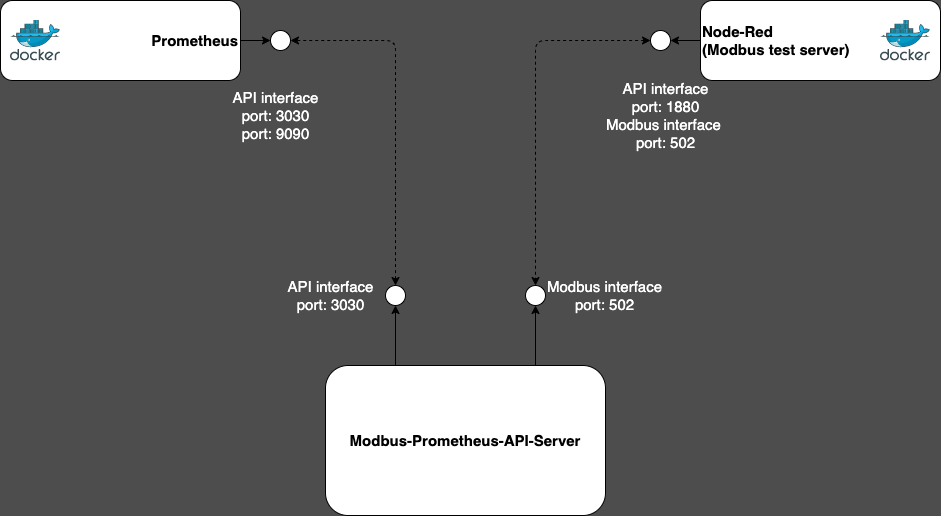 docker
Prometheus
API interface
port: 3030
port: 9090
Node-Red
(Modbus test server)
docker
API interface
port: 1880
Modbus interface
port: 502
API interface
port: 3030
Modbus interface
port: 502
Modbus-Prometheus-API-Server